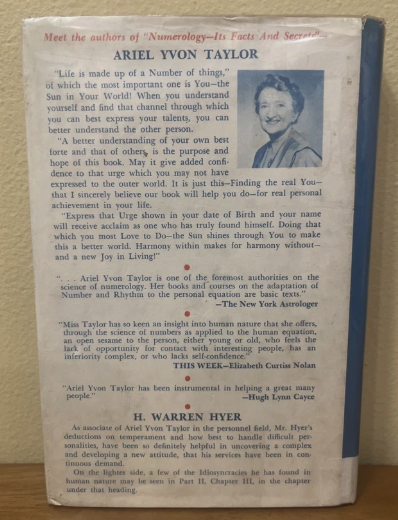 Meet the authors of "Numerology—Its Facts And Secrets"—
ARIEL YVON TAYLOR
"Life is made up of a Number of things,"
of which the most important one is You—the
Sun in Your World! When you understand
yourself and find that channel through which
you can best express your talents, you can
better understand the other person.
"A better understanding of your own best
forte and that of others, is the purpose and
hope of this book. May it give added confi-
dence to that urge which you may not have
expressed to the outer world. It is just this—Finding the real You—
that I sincerely believe our book will help you do—for real personal
achievement in your life.
"Express that Urge shown in your date of Birth and your name
will receive acclaim as one who has truly found himself. Doing that
which you most Love to Do—the Sun shines through You to make
this a better world. Harmony within makes for harmony without—
and a new Joy in Living!"
". . . . Ariel Yvon Taylor is one of the foremost authorities on the
science of numerology. Her books and courses on the adaptation of
Number and Rhythm to the personal equation are basic texts."
—The New York Astrologer
"Miss Taylor has so keen an insight into human nature that she offers,
through the science of numbers as applied to the human equation,
an open sesame to the person, either young or old, who feels the
lack of opportunity for contact with interesting people, has an
inferiority complex, or who lacks self-confidence."
THIS WEEK—Elizabeth Curtiss Nolan
"Ariel Yvon Taylor has been instrumental in helping a great many
people."
—Hugh Lynn Cayce
H. WARREN HYER
As associate of Ariel Yvon Taylor in the personnel field, Mr. Hyer's
deductions on temperament and how best to handle difficult per-
sonalities, have been so definitely helpful in uncovering a complex
and developing a new attitude, that his services have been in con-
tinuous demand.
On the lighter side, a few of the Idiosyncracies he has found in
human nature may be seen in Part II, Chapter III, in the chapter
under that heading.